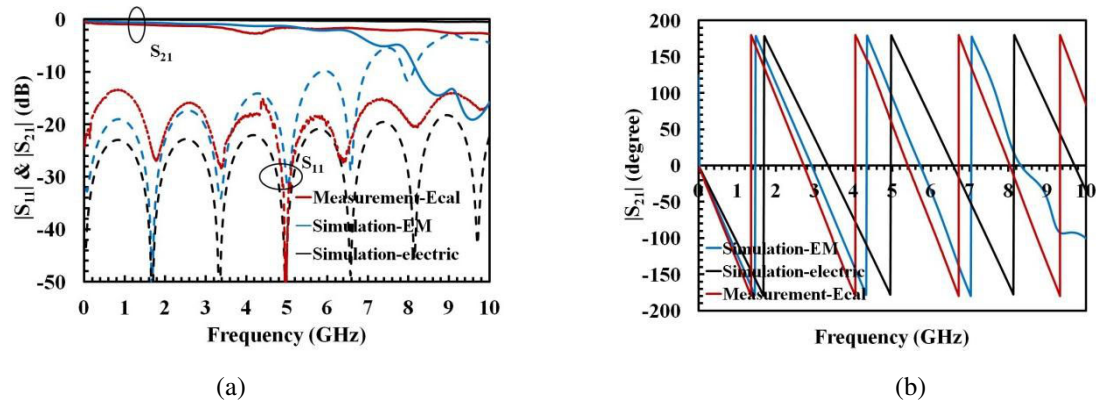 |S11| & |S21| (dB)
0
-10
-20
-30
-40
-50
S21
S11
Measurement-Ecal
Simulation-EM
Simulation-electric
0 1 2 3 4 5 6 7 8 9 10
Frequency (GHz)
(a)
|S21| (degree)
200
150
100
50
0
-50
-100
-150
-200
0 1 2 3 4 5 6 7 8 9 10
Simulation-EM
Simulation-electric
Measurement-Ecal
Frequency (GHz)
(b)